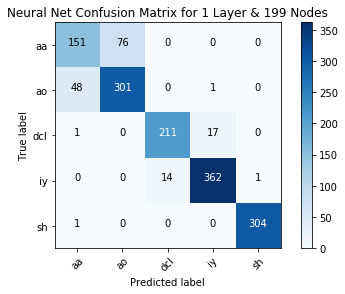 Neural Net Confusion Matrix for 1 Layer & 199 Nodes
aa 151 76 0 0 0
ao 48 301 0 1 0
dcl 1 0 211 17 0
iy 0 0 14 362 1
sh 1 0 0 0 304
aa ao dcl iy sh
True label
Predicted label
350
300
250
200
150
100
50
0